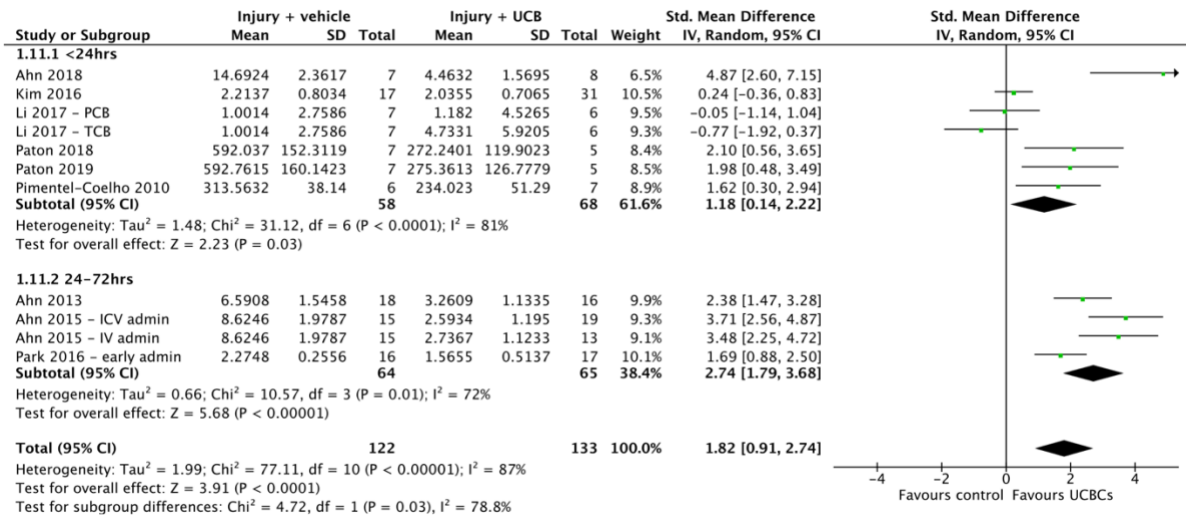 Injury + vehicle Injury + UCB Std. Mean Difference Std. Mean Difference
Study or Subgroup Mean SD Total Mean SD Total Weight IV, Random, 95% CI IV, Random, 95% CI
1.11.1 <24hrs
Ahn 2018 14.6924 2.3617 7 4.4632 1.5695 8 6.5% 4.87 [2.60, 7.15]
Kim 2016 2.2137 0.8034 17 2.0355 0.7065 31 10.5% 0.24 [-0.36, 0.83]
Li 2017 - PCB 1.0014 2.7586 7 1.182 4.5265 6 9.5% -0.05 [-1.14, 1.04]
Li 2017 - TCB 1.0014 2.7586 7 4.7331 5.9205 6 9.3% -0.77 [-1.92, 0.37]
Paton 2018 592.037 152.3119 7 272.2401 119.9023 5 8.4% 2.10 [0.56, 3.65]
Paton 2019 592.7615 160.1423 7 275.3613 126.7779 5 8.5% 1.98 [0.48, 3.49]
Pimentel-Coelho 2010 313.5632 38.14 6 234.023 51.29 7 8.9% 1.62 [0.30, 2.94]
Subtotal (95% CI) 58 68 61.6% 1.18 [0.14, 2.22]
Heterogeneity: Tau² = 1.48; Chi² = 31.12, df = 6 (P < 0.0001); I² = 81%
Test for overall effect: Z = 2.23 (P = 0.03)
1.11.2 24-72hrs
Ahn 2013 6.5908 1.5458 18 3.2609 1.1335 16 9.9% 2.38 [1.47, 3.28]
Ahn 2015 - ICV admin 8.6246 1.9787 15 2.5934 1.195 19 9.3% 3.71 [2.56, 4.87]
Ahn 2015 - IV admin 8.6246 1.9787 15 2.7367 1.1233 13 9.1% 3.48 [2.25, 4.72]
Park 2016 - early admin 2.2748 0.2556 16 1.5655 0.5137 17 10.1% 1.69 [0.88, 2.50]
Subtotal (95% CI) 64 65 38.4% 2.74 [1.79, 3.68]
Heterogeneity: Tau² = 0.66; Chi² = 10.57, df = 3 (P = 0.01); I² = 72%
Test for overall effect: Z = 5.68 (P < 0.00001)
Total (95% CI) 122 133 100.0% 1.82 [0.91, 2.74]
Heterogeneity: Tau² = 1.99; Chi² = 77.11, df = 10 (P < 0.00001); I² = 87%
Test for overall effect: Z = 3.91 (P < 0.0001)
Test for subgroup differences: Chi² = 4.72, df = 1 (P = 0.03), I² = 78.8%
-4 -2 0 2 4
Favours control Favours UCBCs